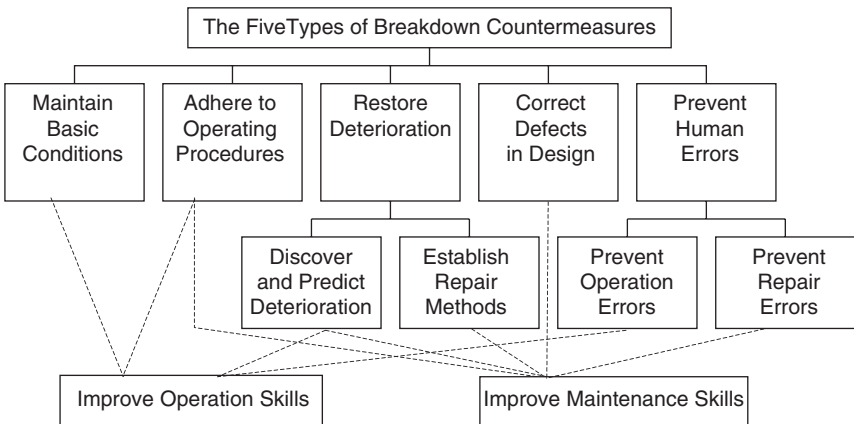 The FiveTypes of Breakdown Countermeasures
Maintain
Basic
Conditions
Adhere to
Operating
Procedures
Restore
Deterioration
Correct
Defects
in Design
Prevent
Human
Errors
Discover
and Predict
Deterioration
Establish
Repair
Methods
Prevent
Operation
Errors
Prevent
Repair
Errors
Improve Operation Skills
Improve Maintenance Skills